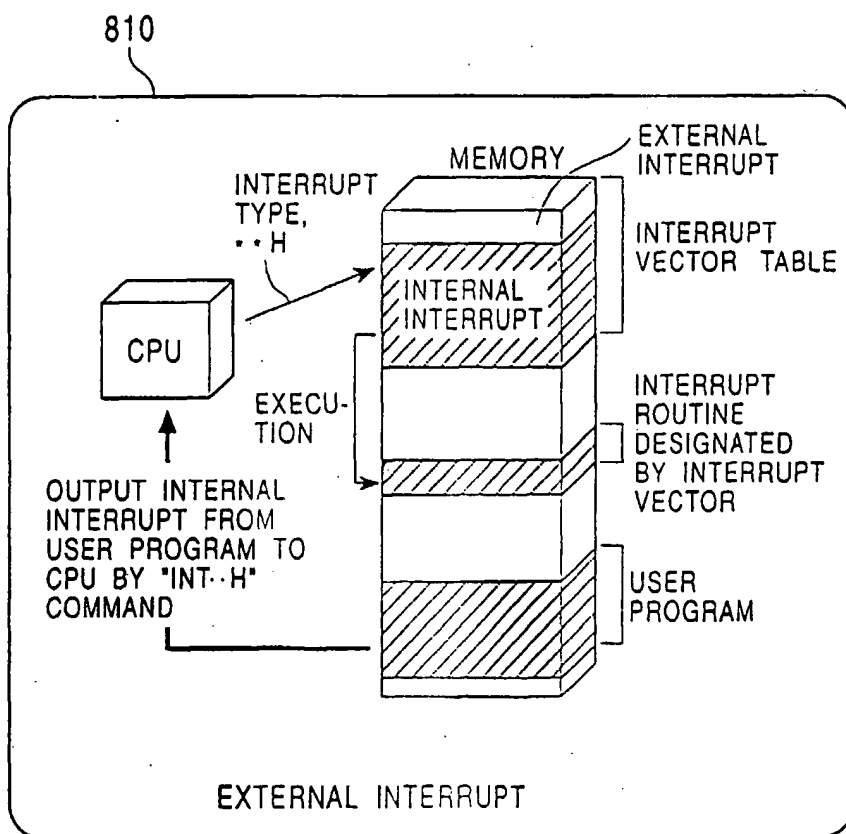 810
MEMORY
EXTERNAL
INTERRUPT
INTERRUPT
TYPE,
**H
INTERRUPT
VECTOR TABLE
INTERNAL
INTERRUPT
CPU
EXECU-
TION
INTERRUPT
ROUTINE
DESIGNATED
BY INTERRUPT
VECTOR
OUTPUT INTERNAL
INTERRUPT FROM
USER PROGRAM TO
CPU BY "INT··H"
COMMAND
USER
PROGRAM
EXTERNAL INTERRUPT